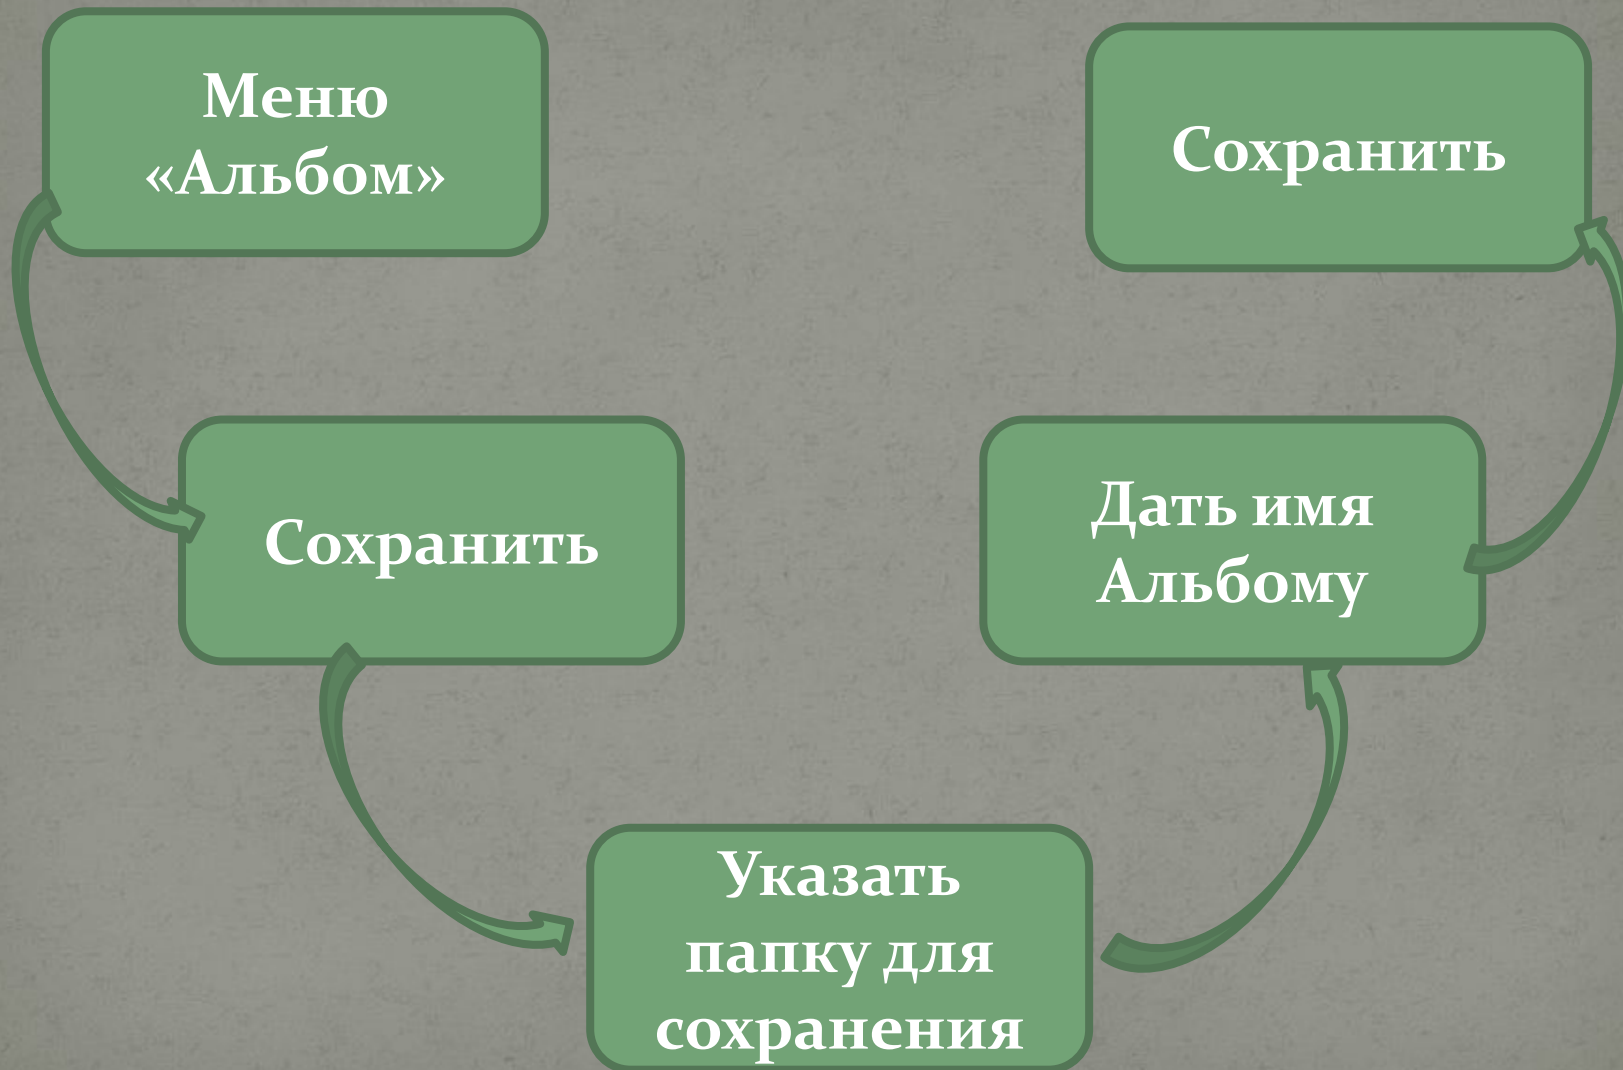 Меню
«Альбом»
Сохранить
Указать
папку для
сохранения
Дать имя
Альбому
Сохранить